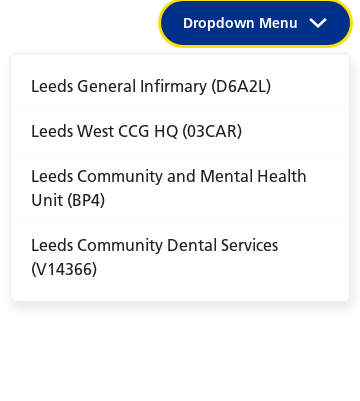 Dropdown Menu
Leeds General Infirmary (D6A2L)
Leeds West CCG HQ (03CAR)
Leeds Community and Mental Health
Unit (BP4)
Leeds Community Dental Services
(V14366)